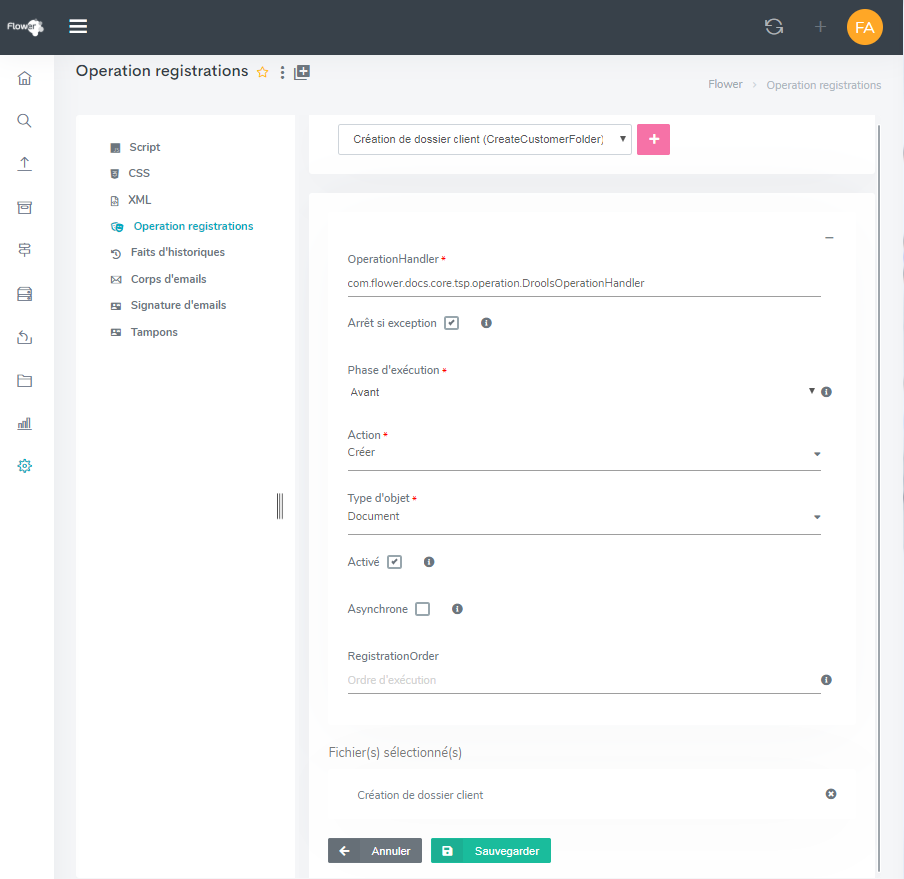 Flower
FA
Operation registrations
Flower > Operation registrations
Script
CSS
XML
Operation registrations
Faits d'historiques
Corps d'emails
Signature d'emails
Tampons
Création de dossier client (CreateCustomerFolder)
OperationHandler *
com.flower.docs.core.tsp.operation.DroolsOperationHandler
Arrêt si exception
Phase d'exécution *
Avant
Action *
Créer
Type d'objet *
Document
Activé
Asynchrone
RegistrationOrder
Ordre d'exécution
Fichier(s) sélectionné(s)
Création de dossier client
Annuler
Sauvegarder